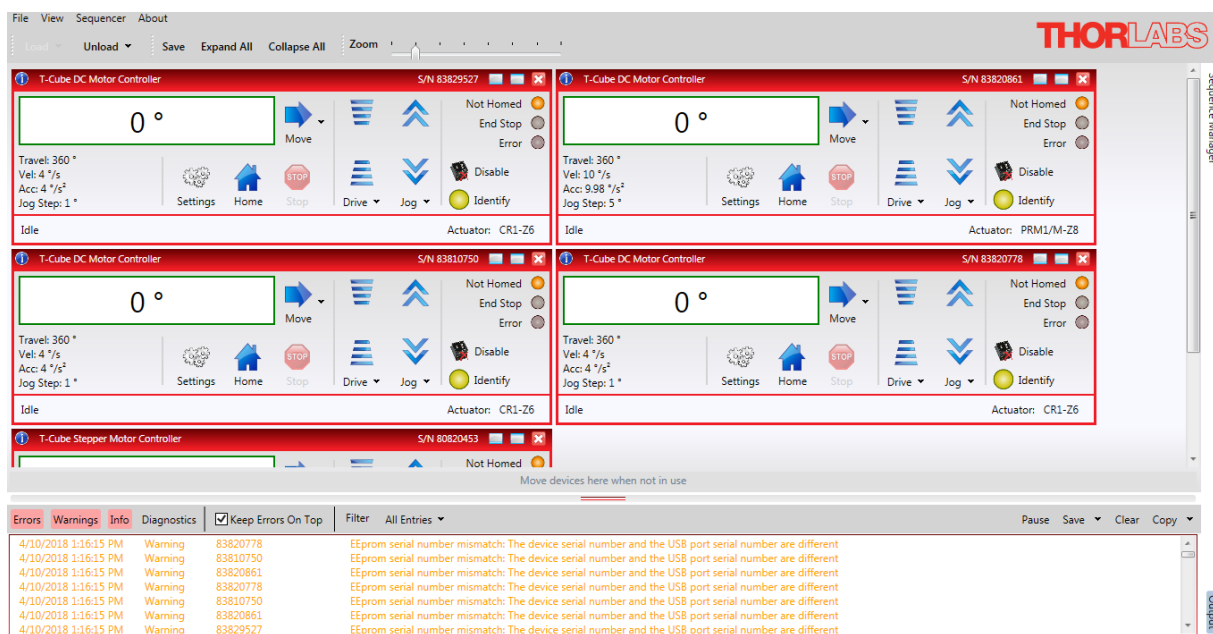 File View Sequencer About
Load Unload Save Expand All Collapse All Zoom
THORLABS
Sequence Manager
T-Cube DC Motor Controller S/N 83829527
0 °
Move
Not Homed
End Stop
Error
Travel: 360 °
Vel: 4 °/s
Acc: 4 °/s²
Jog Step: 1 °
Settings Home STOP Stop Drive Jog
Disable
Identify
Idle Actuator: CR1-Z6
T-Cube DC Motor Controller S/N 83820861
0 °
Move
Not Homed
End Stop
Error
Travel: 360 °
Vel: 10 °/s
Acc: 9.98 °/s²
Jog Step: 5 °
Settings Home STOP Stop Drive Jog
Disable
Identify
Idle Actuator: PRM1/M-Z8
T-Cube DC Motor Controller S/N 83810750
0 °
Move
Not Homed
End Stop
Error
Travel: 360 °
Vel: 4 °/s
Acc: 4 °/s²
Jog Step: 1 °
Settings Home STOP Stop Drive Jog
Disable
Identify
Idle Actuator: CR1-Z6
T-Cube DC Motor Controller S/N 83820778
0 °
Move
Not Homed
End Stop
Error
Travel: 360 °
Vel: 4 °/s
Acc: 4 °/s²
Jog Step: 1 °
Settings Home STOP Stop Drive Jog
Disable
Identify
Idle Actuator: CR1-Z6
T-Cube Stepper Motor Controller S/N 80820453
Not Homed
Move devices here when not in use
Errors Warnings Info Diagnostics Keep Errors On Top Filter All Entries Pause Save Clear Copy
4/10/2018 1:16:15 PM Warning 83820778 EEprom serial number mismatch: The device serial number and the USB port serial number are different
4/10/2018 1:16:15 PM Warning 83810750 EEprom serial number mismatch: The device serial number and the USB port serial number are different
4/10/2018 1:16:15 PM Warning 83820861 EEprom serial number mismatch: The device serial number and the USB port serial number are different
4/10/2018 1:16:15 PM Warning 83820778 EEprom serial number mismatch: The device serial number and the USB port serial number are different
4/10/2018 1:16:15 PM Warning 83810750 EEprom serial number mismatch: The device serial number and the USB port serial number are different
4/10/2018 1:16:15 PM Warning 83820861 EEprom serial number mismatch: The device serial number and the USB port serial number are different
4/10/2018 1:16:15 PM Warning 83829527 EEprom serial number mismatch: The device serial number and the USB port serial number are different
Output